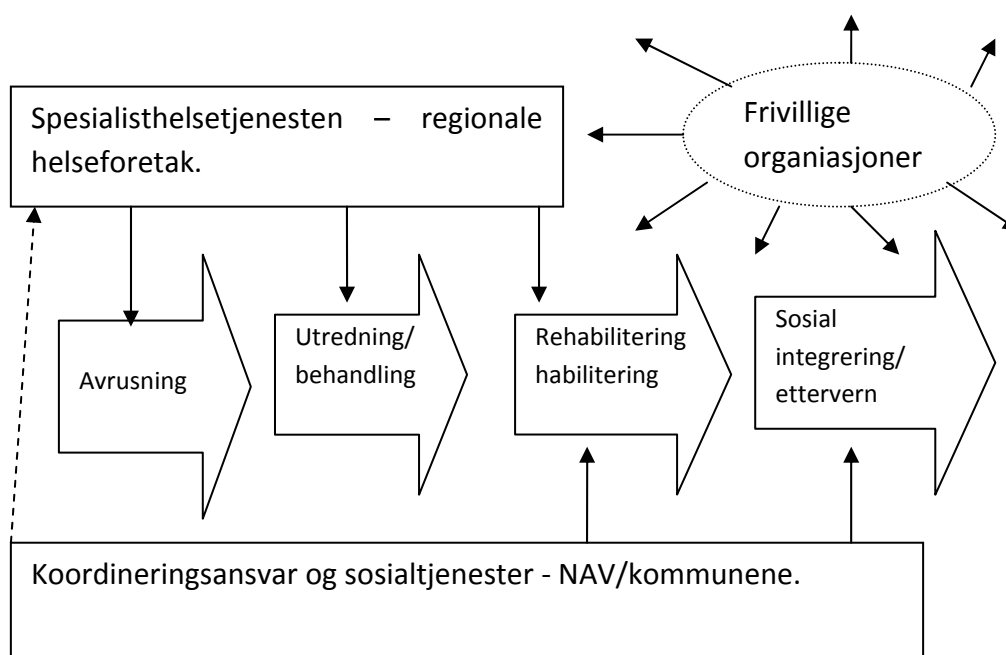 Spesialisthelsetjenesten – regionale
helseforetak.
Frivillige
organiasjoner
Avrusning
Utredning/
behandling
Rehabilitering
habilitering
Sosial
integrering/
ettervern
Koordineringsansvar og sosialtjenester - NAV/kommunene.